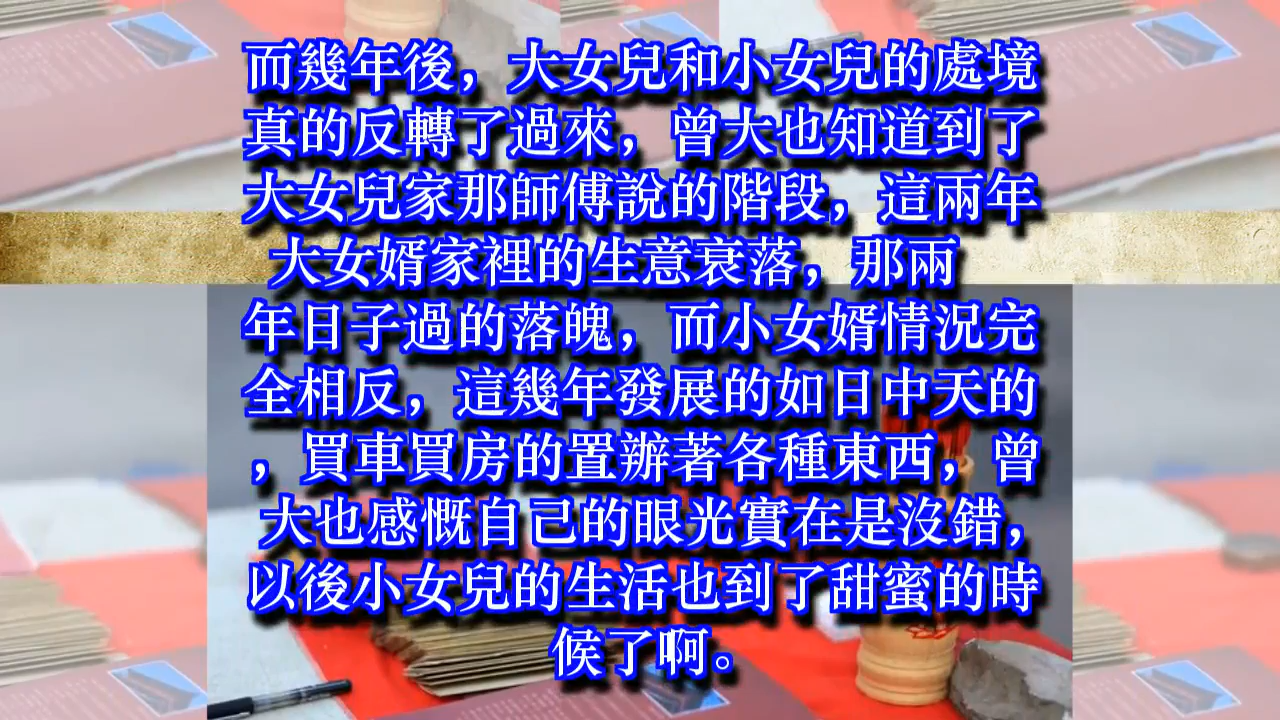 而幾年後，大女兒和小女兒的處境
真的反轉了過來，曾大也知道到了
大女兒家那師傅說的階段，這兩年
大女婿家裡的生意衰落，那兩
年日子過的落魄，而小女婿情況完
全相反，這幾年發展的如日中天的
，買車買房的置辦著各種東西，曾
大也感慨自己的眼光實在是沒錯，
以後小女兒的生活也到了甜蜜的時
候了啊。